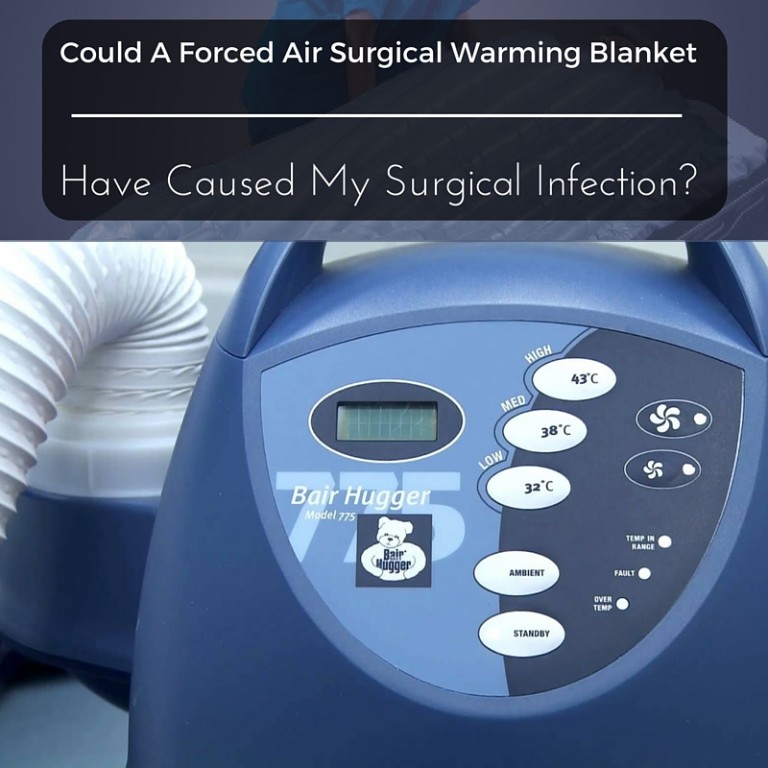 Could A Forced Air Surgical Warming Blanket
Have Caused My Surgical Infection?
HIGH
43°C
MED
38°C
LOW
32°C
775
Bair Hugger
Model 775
Bair
Hugger
TEMP IN
RANGE
AMBIENT
FAULT
OVER
TEMP
STANDBY